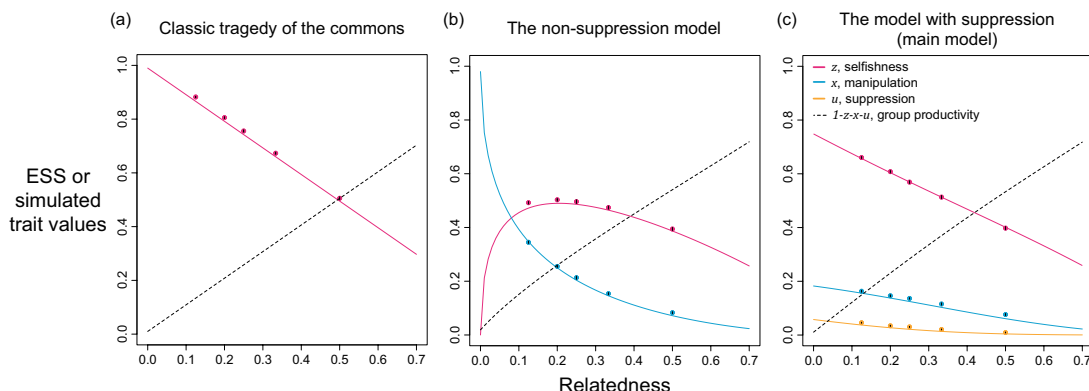 (a)
Classic tragedy of the commons
(b)
The non-suppression model
(c)
The model with suppression
(main model)
ESS or
simulated
trait values
1.0
0.8
0.6
0.4
0.2
0.0
0.0 0.1 0.2 0.3 0.4 0.5 0.6 0.7
1.0
0.8
0.6
0.4
0.2
0.0
0.0 0.1 0.2 0.3 0.4 0.5 0.6 0.7
1.0
0.8
0.6
0.4
0.2
0.0
z, selfishness
x, manipulation
u, suppression
1-z-x-u, group productivity
0.0 0.1 0.2 0.3 0.4 0.5 0.6 0.7
Relatedness